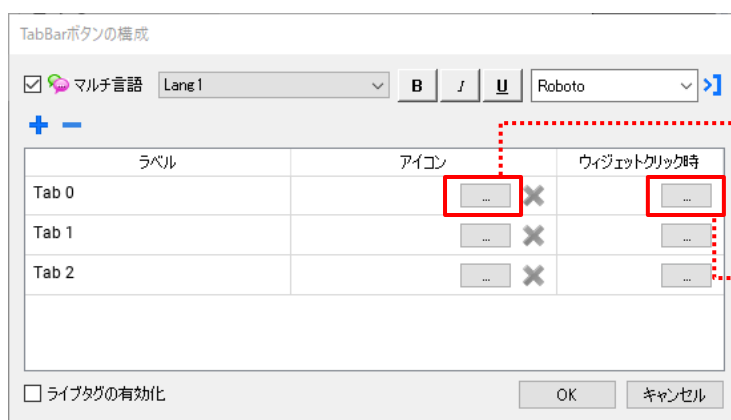 TabBarボタンの構成
マルチ言語 Lang1 B I U Roboto
ラベル アイコン ウィジェットクリック時
Tab 0 ... ...
Tab 1 ... ...
Tab 2 ... ...
ライブタグの有効化 OK キャンセル